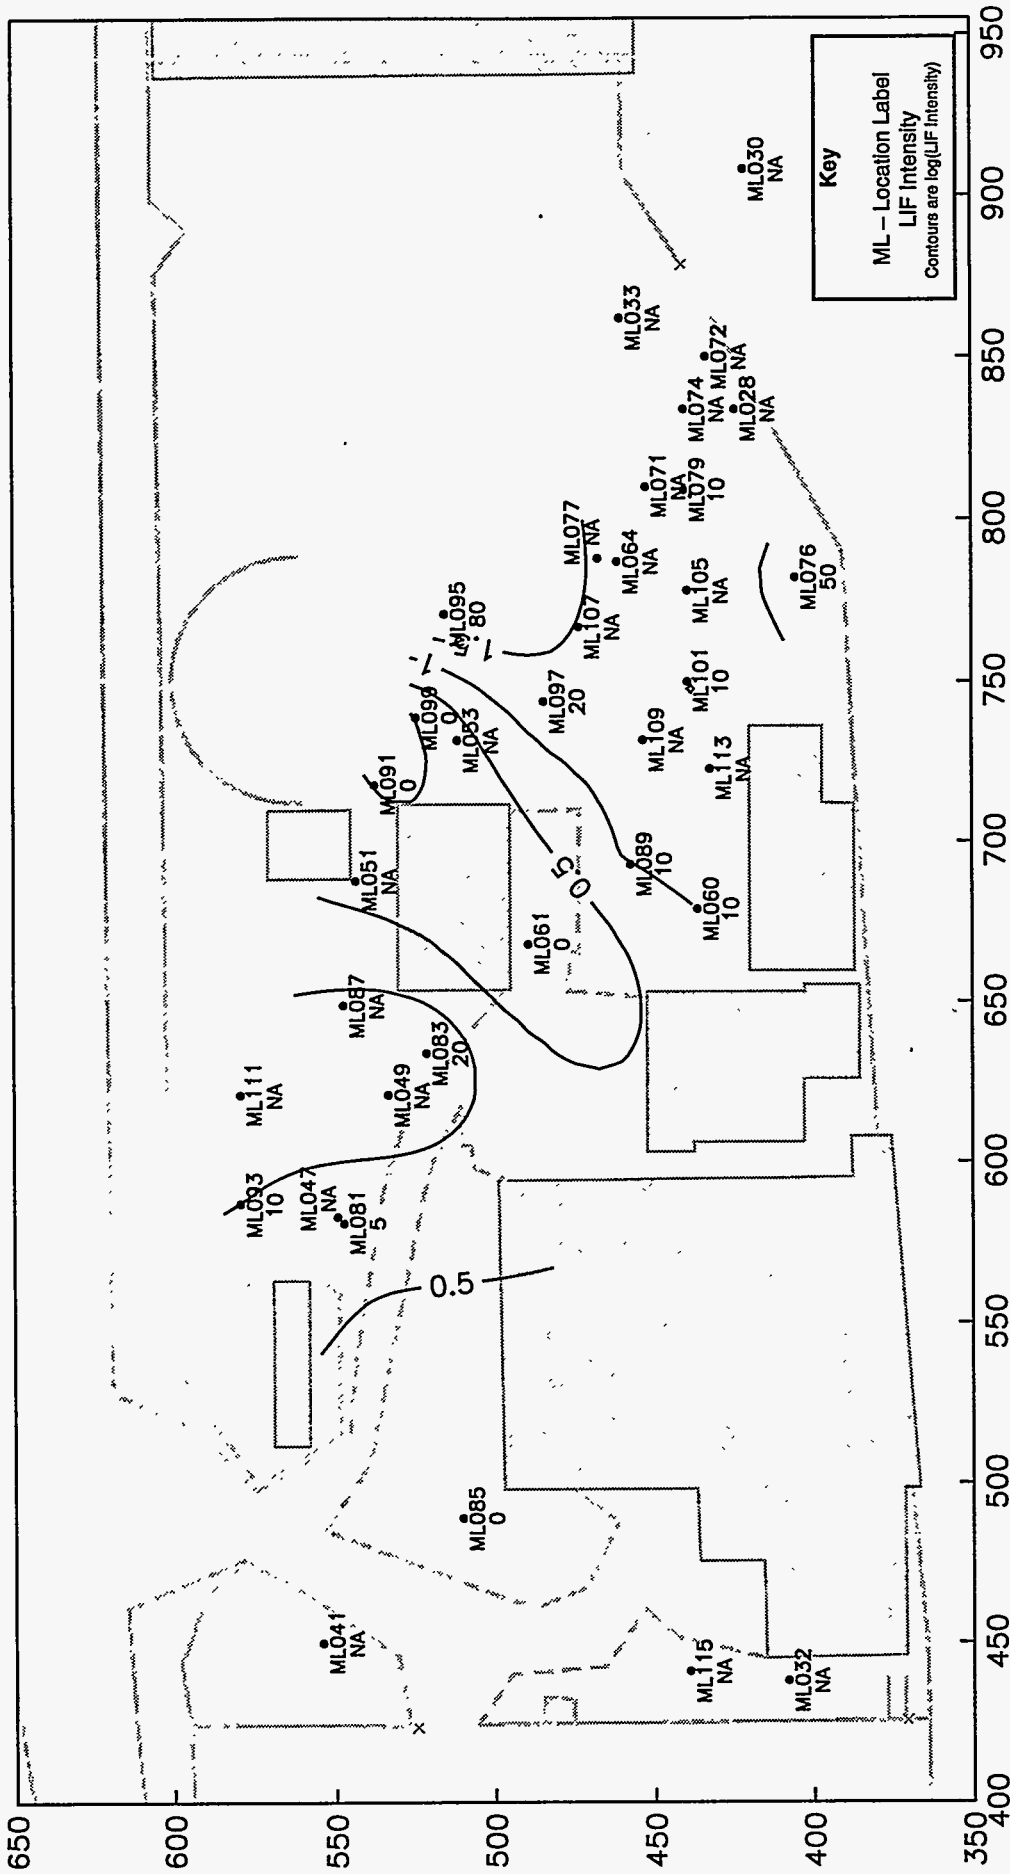 650
600
550
500
450
400
350
400
450
500
550
600
650
700
750
800
850
900
950
Key
ML – Location Label
LIF Intensity
Contours are log(LIF Intensity)
ML030
NA
ML033
NA
ML072
NA
ML074
NA
ML028
NA
ML071
NA
ML079
10
ML077
NA
ML064
NA
ML105
NA
ML076
50
ML095
80
ML107
NA
ML101
10
ML097
20
ML099
0
ML053
NA
ML109
NA
ML113
NA
ML091
0
ML051
NA
ML089
10
ML060
10
ML061
0
ML087
NA
ML083
20
ML049
NA
ML111
NA
ML093
10
ML047
NA
ML081
5
ML085
0
ML041
NA
ML115
NA
ML032
NA
0.5
0.5
1
1